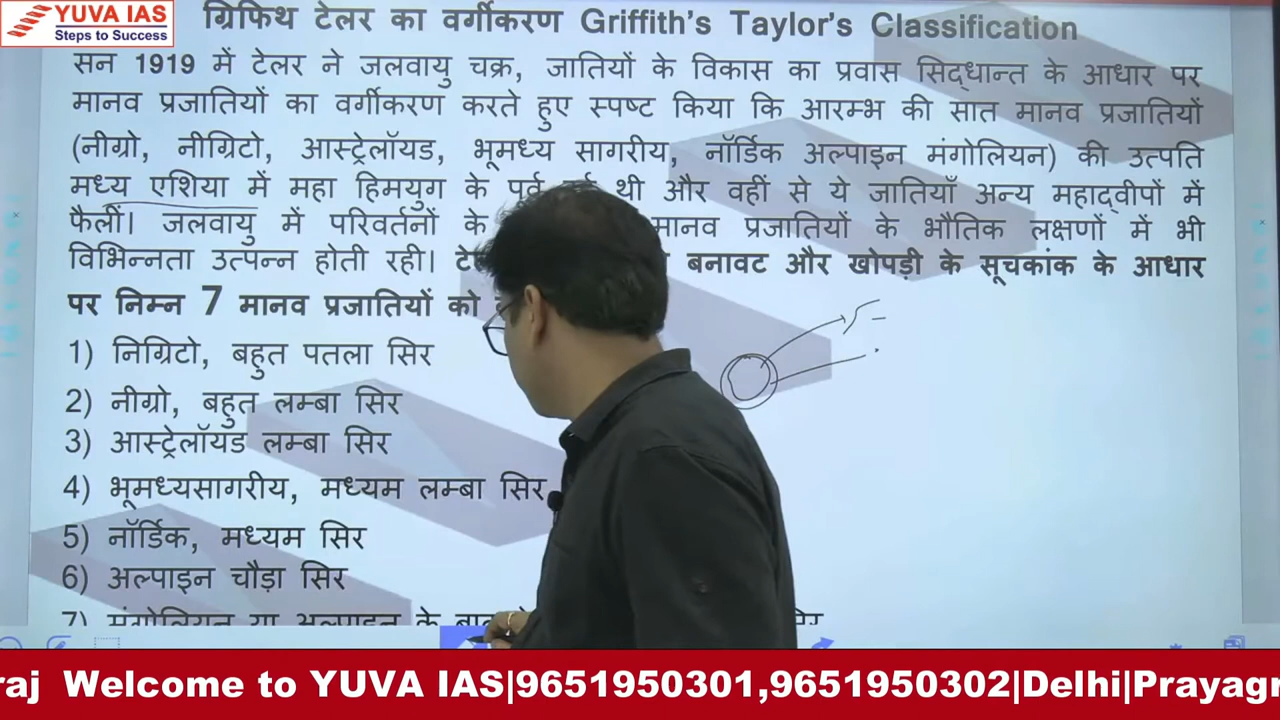 YUVA IAS
Steps to Success
ग्रिफिथ टेलर का वर्गीकरण Griffith's Taylor's Classification
सन 1919 में टेलर ने जलवायु चक्र, जातियों के विकास का प्रवास सिद्धान्त के आधार पर
मानव प्रजातियों का वर्गीकरण करते हुए स्पष्ट किया कि आरम्भ की सात मानव प्रजातियों
(नीग्रो, नीग्रिटो, आस्ट्रेलॉयड, भूमध्य सागरीय, नॉर्डिक अल्पाइन मंगोलियन) की उत्पति
मध्य एशिया में महा हिमयुग के पूर्व थी और वहीं से ये जातियाँ अन्य महाद्वीपों में
फैलीं। जलवायु में परिवर्तनों के मानव प्रजातियों के भौतिक लक्षणों में भी
विभिन्नता उत्पन्न होती रही। बनावट और खोपड़ी के सूचकांक के आधार
पर निम्न 7 मानव प्रजातियों को
1) निग्रिटो, बहुत पतला सिर
2) नीग्रो, बहुत लम्बा सिर
3) आस्ट्रेलॉयड लम्बा सिर
4) भूमध्यसागरीय, मध्यम लम्बा सिर
5) नॉर्डिक, मध्यम सिर
6) अल्पाइन चौड़ा सिर
7) मंगोलियन या अल्पाइन के
raj Welcome to YUVA IAS|9651950301,9651950302|Delhi|Prayagr